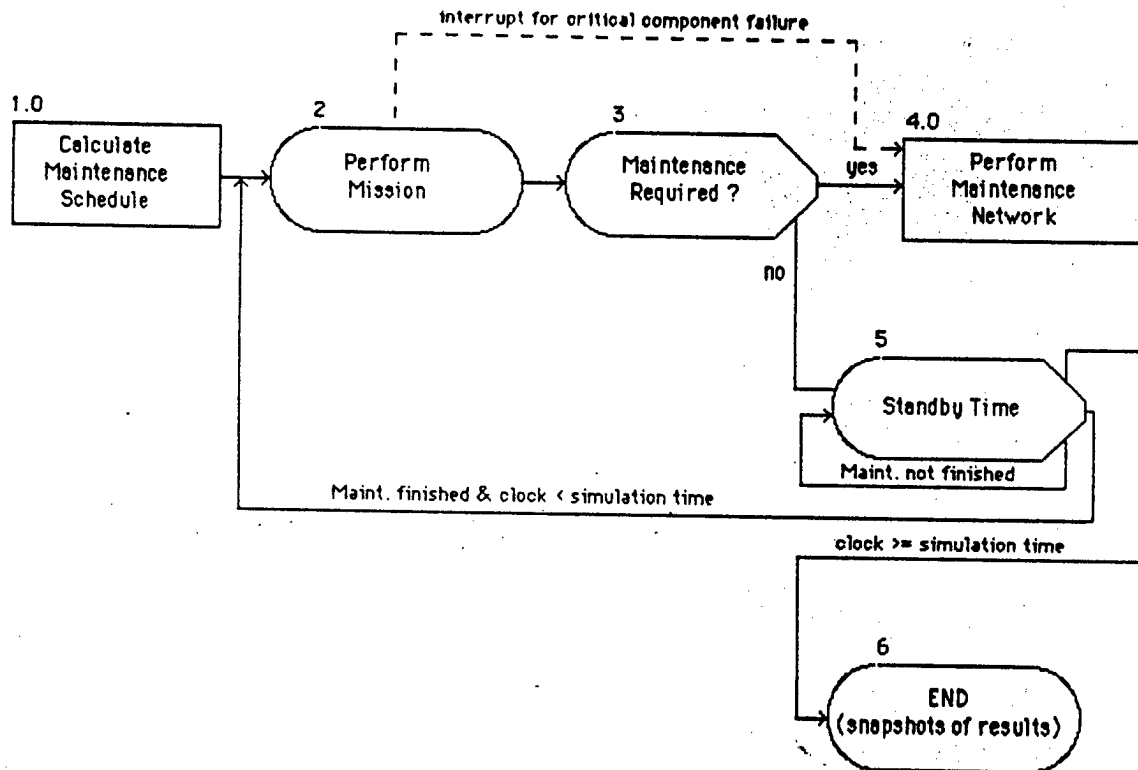 interrupt for critical component failure
1.0
Calculate
Maintenance
Schedule
2
Perform
Mission
3
Maintenance
Required ?
yes
no
4.0
Perform
Maintenance
Network
5
Standby Time
Maint. not finished
Maint. finished & clock < simulation time
clock >= simulation time
6
END
(snapshots of results)